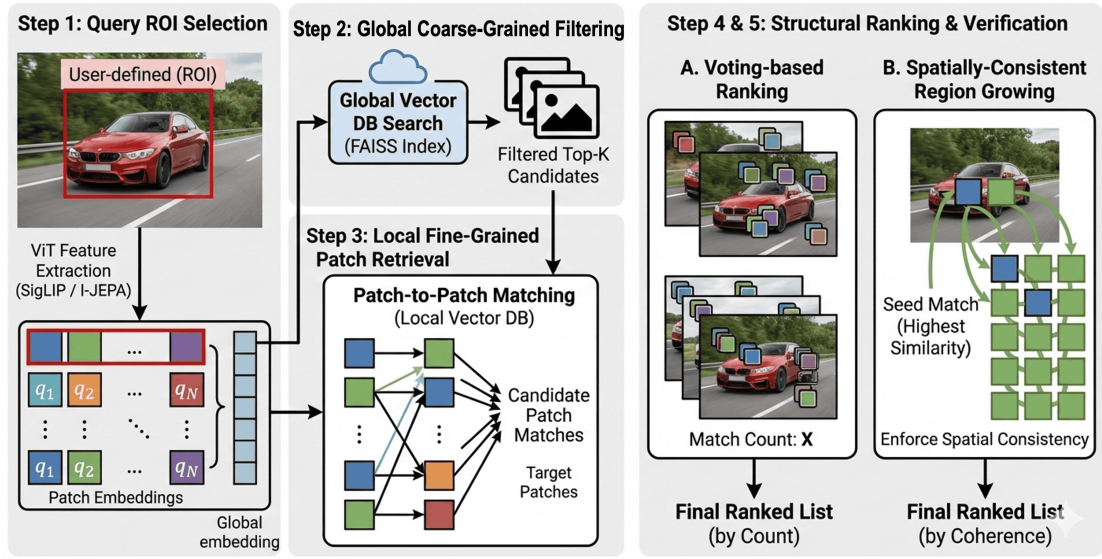 Step 1: Query ROI Selection
User-defined (ROI)
ViT Feature
Extraction
(SigLIP / I-JEPA)
...
q1 q2 ... qN
q1 q2 ... qN
Patch Embeddings
Global
embedding
Step 2: Global Coarse-Grained Filtering
Global Vector
DB Search
(FAISS Index)
Filtered Top-K
Candidates
Step 3: Local Fine-Grained
Patch Retrieval
Patch-to-Patch Matching
(Local Vector DB)
Candidate
Patch
Matches
Target
Patches
Step 4 & 5: Structural Ranking & Verification
A. Voting-based
Ranking
Match Count: X
Final Ranked List
(by Count)
B. Spatially-Consistent
Region Growing
Seed Match
(Highest
Similarity)
Enforce Spatial Consistency
Final Ranked List
(by Coherence)